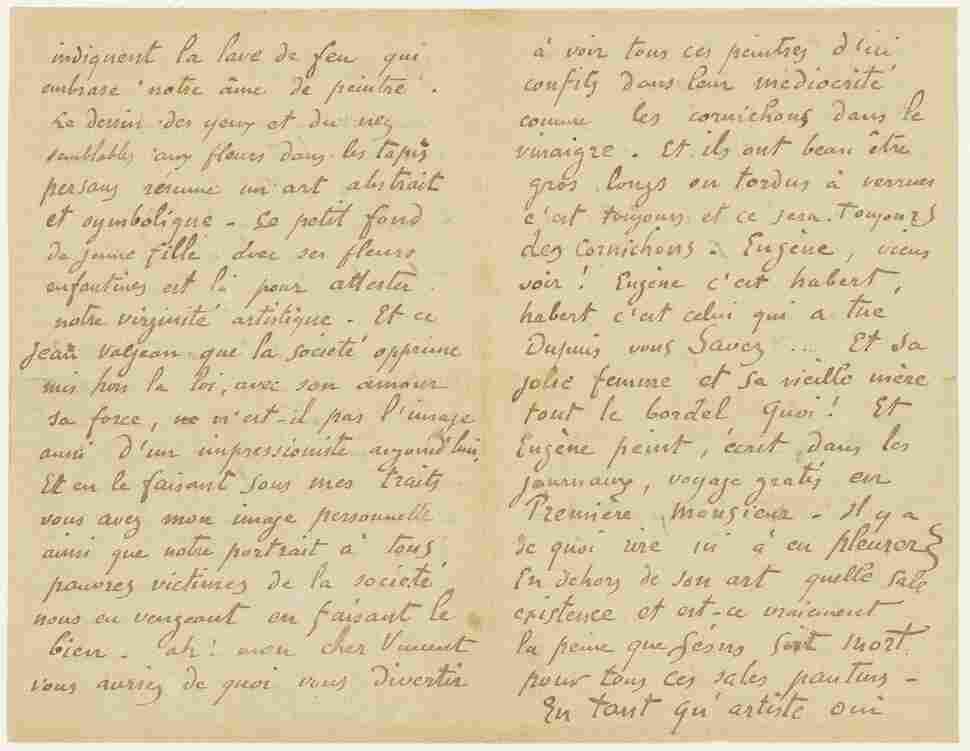 indiquent la lave de feu qui
embrase notre âme de peintre.
Le dessin des yeux et du nez
semblables aux fleurs dans les tapis
persans résume un art abstrait
et symbôlique - Ce petit fond
de jeune fille avec ses fleurs
enfantines est là pour attester
notre virginité artistique - Et ce
Jean valjean que la société opprime
mis hors la loi, avec son amour
sa force, n'est-il pas l'image
aussi d'un impressioniste aujourd'hui.
Et en le faisant sous mes traits
vous avez mon image personnelle
ainsi que notre portrait à tous
pauvres victimes de la société
nous en vengeant en faisant le
bien - ah! mon cher Vincent
vous auriez de quoi vous divertir
à voir tous ces peintres d'ici
confits dans leur médiocrité
comme les cornichons dans le
vinaigre. Et ils ont beau être
gros longs ou tordus à verrues
c'est toujours et ce sera toujours
des Cornichons. Eugène, viens
voir! Eugène c'est habert,
habert c'est celui qui a tué
Dupuis vous Savez ... Et sa
jolie femme et sa vieille mère
tout le bordel quoi! Et
Eugène peint, écrit dans les
journaux, voyage gratis en
Première monsieur - Il y a
de quoi rire ici à en pleurer
En dehors de son art quelle sale
existence et est-ce vraiement
la peine que Jésus soit mort
pour tous ces sales pantins -
En tant qu'artiste oui